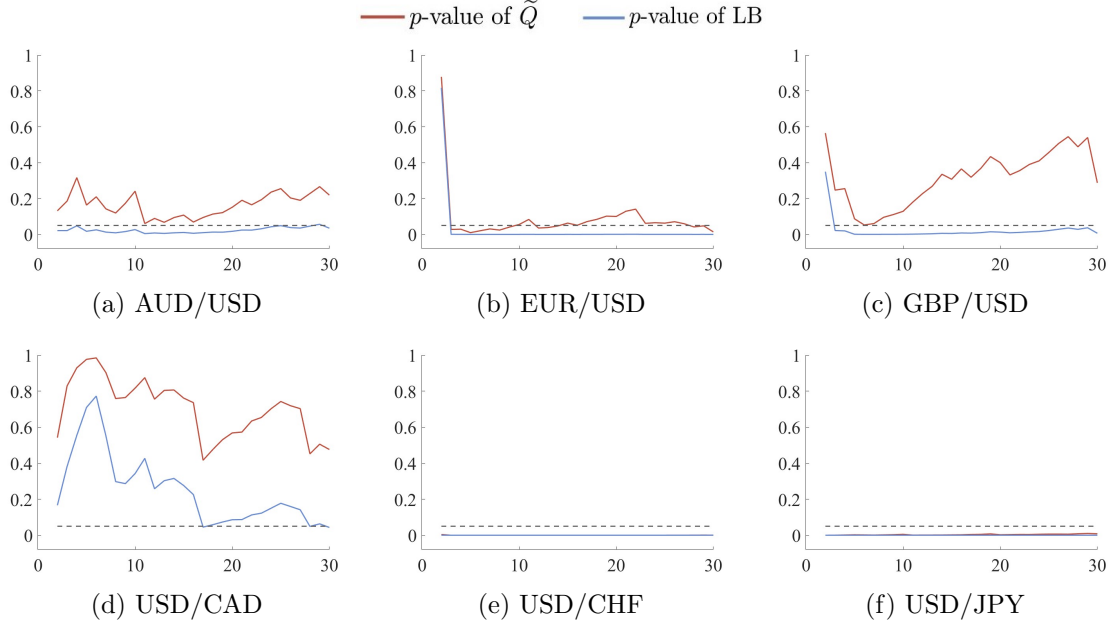 p-value of Q̃ p-value of LB
1 1 1
0.8 0.8 0.8
0.6 0.6 0.6
0.4 0.4 0.4
0.2 0.2 0.2
0 0 0
0 10 20 30 0 10 20 30 0 10 20 30
(a) AUD/USD (b) EUR/USD (c) GBP/USD
1 1 1
0.8 0.8 0.8
0.6 0.6 0.6
0.4 0.4 0.4
0.2 0.2 0.2
0 0 0
0 10 20 30 0 10 20 30 0 10 20 30
(d) USD/CAD (e) USD/CHF (f) USD/JPY